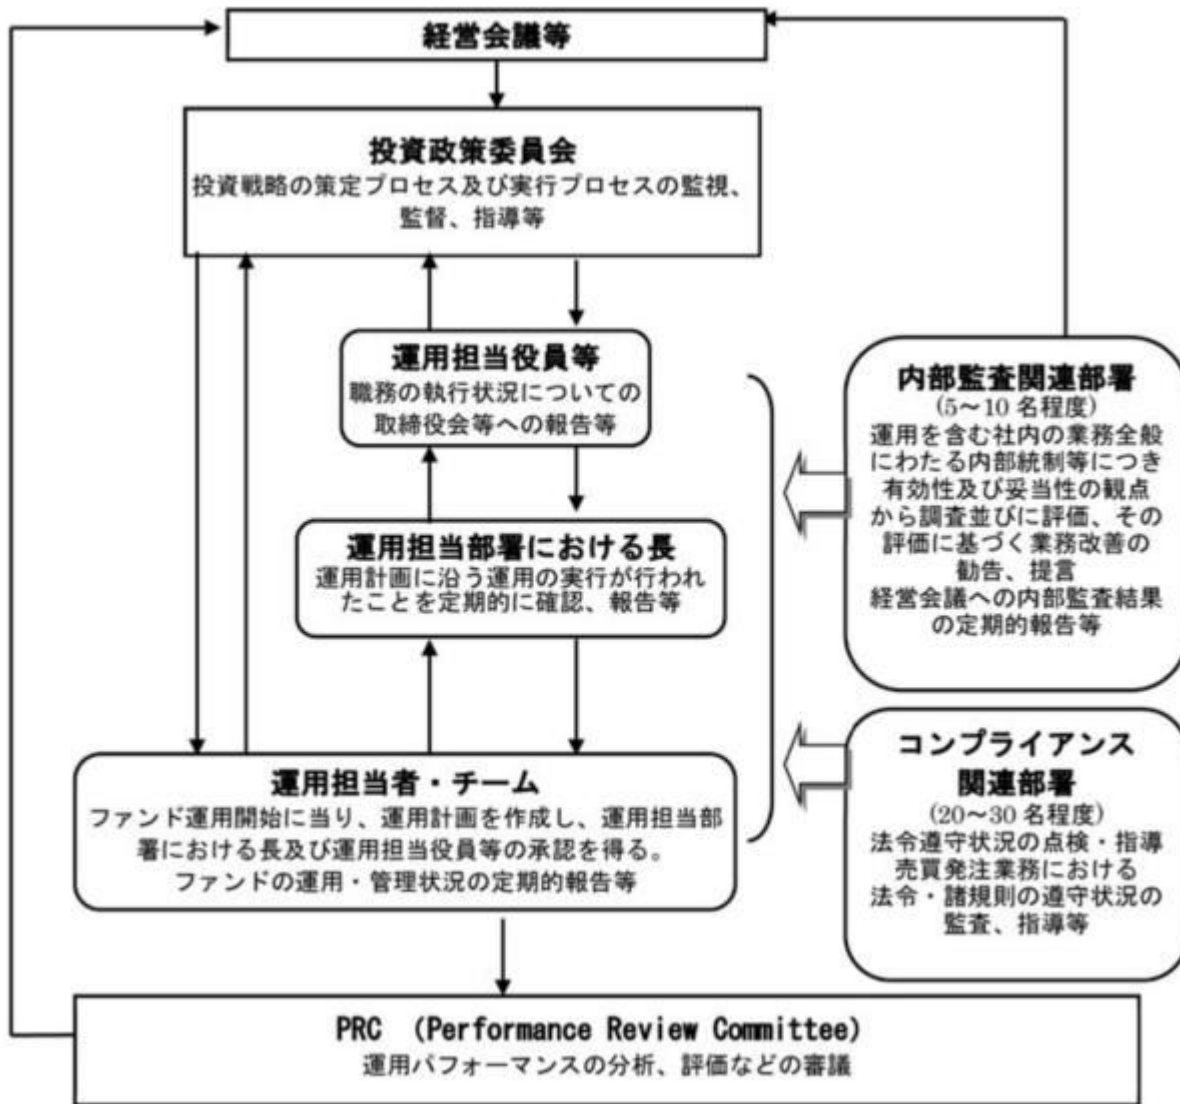 経営会議等
投資政策委員会
投資戦略の策定プロセス及び実行プロセスの監視、
監督、指導等
運用担当役員等
職務の執行状況についての
取締役会等への報告等
運用担当部署における長
運用計画に沿う運用の実行が行われ
たことを定期的に確認、報告等
運用担当者・チーム
ファンド運用開始に当り、運用計画を作成し、運用担当部
署における長及び運用担当役員等の承認を得る。
ファンドの運用・管理状況の定期的報告等
内部監査関連部署
(5～10 名程度)
運用を含む社内の業務全般
にわたる内部統制等につき
有効性及び妥当性の観点
から調査並びに評価、その
評価に基づく業務改善の
勧告、提言
経営会議への内部監査結果
の定期的報告等
コンプライアンス
関連部署
(20～30 名程度)
法令遵守状況の点検・指導
売買発注業務における
法令・諸規則の遵守状況の
監査、指導等
PRC (Performance Review Committee)
運用パフォーマンスの分析、評価などの審議